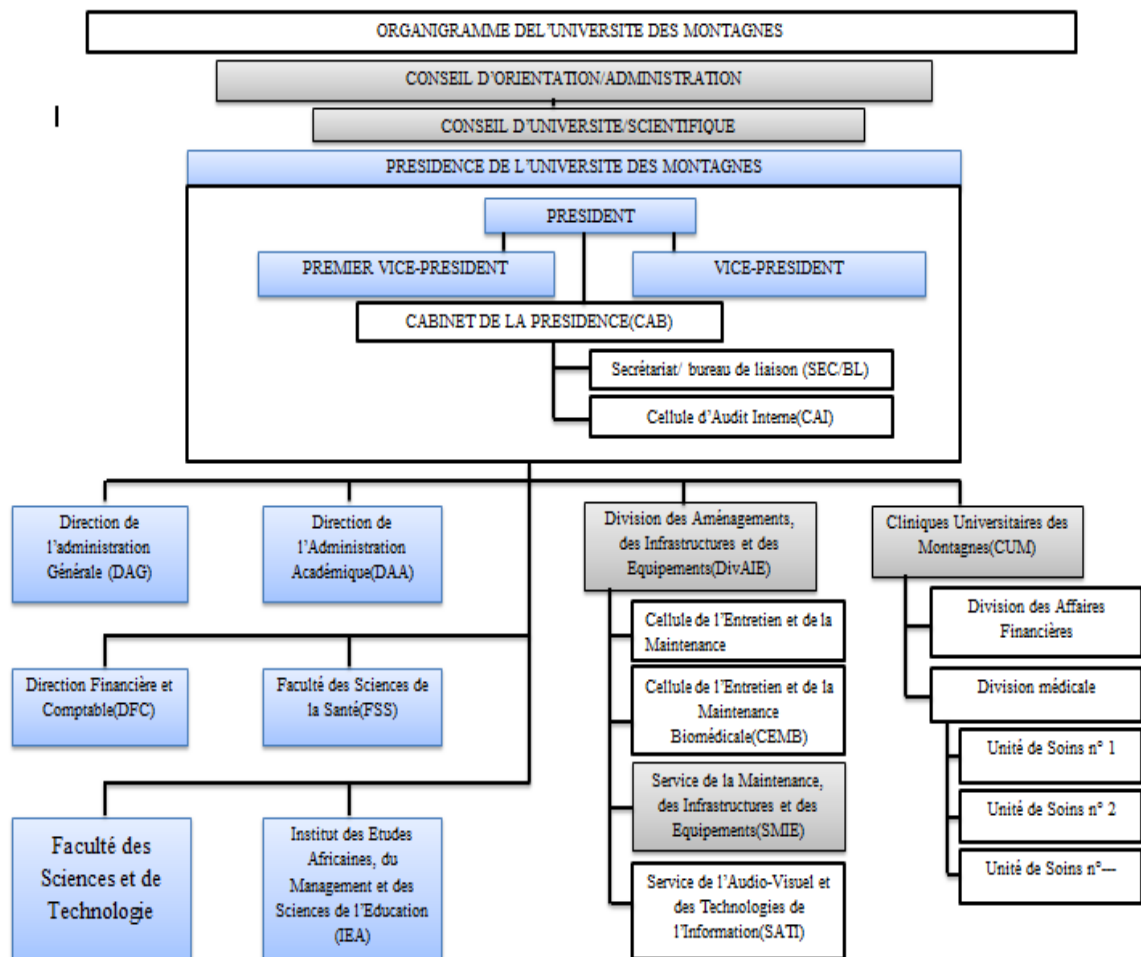 ORGANIGRAMME DEL’UNIVERSITE DES MONTAGNES
CONSEIL D’ORIENTATION/ADMINISTRATION
CONSEIL D’UNIVERSITE/SCIENTIFIQUE
PRESIDENCE DE L’UNIVERSITE DES MONTAGNES
PRESIDENT
PREMIER VICE-PRESIDENT
VICE-PRESIDENT
CABINET DE LA PRESIDENCE(CAB)
Secrétariat/ bureau de liaison (SEC/BL)
Cellule d’Audit Interne(CAI)
Direction de
l’administration
Générale (DAG)
Direction de
l’Administration
Académique(DAA)
Division des Aménagements,
des Infrastructures et des
Equipements(DivAIE)
Cliniques Universitaires des
Montagnes(CUM)
Cellule de l’Entretien et de la
Maintenance
Division des Affaires
Financières
Direction Financière et
Comptable(DFC)
Faculté des Sciences de
la Santé(FSS)
Cellule de l’Entretien et de la
Maintenance
Biomédicale(CEMB)
Division médicale
Unité de Soins n° 1
Service de la Maintenance,
des Infrastructures et des
Equipements(SMIE)
Unité de Soins n° 2
Unité de Soins n°---
Faculté des
Sciences et de
Technologie
Institut des Etudes
Africaines, du
Management et des
Sciences de l’Education
(IEA)
Service de l’Audio-Visuel et
des Technologies de
l’Information(SATI)